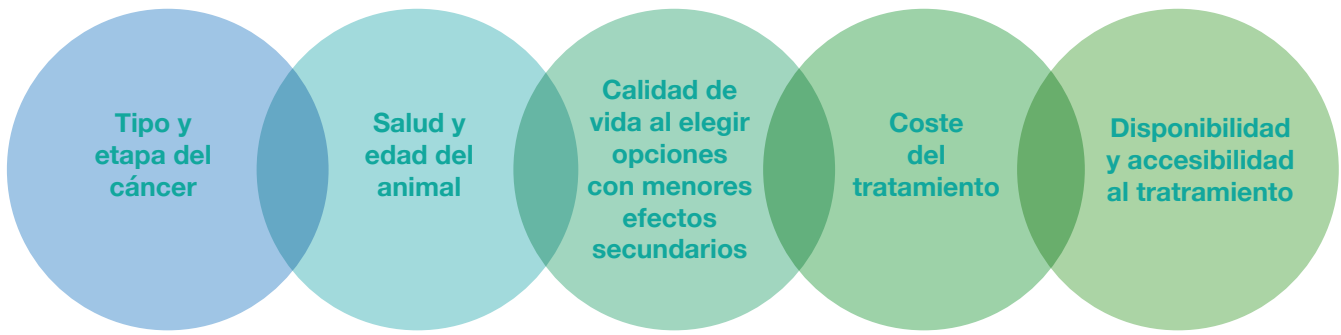 Tipo y
etapa del
cáncer
Salud y
edad del
animal
Calidad de
vida al elegir
opciones
con menores
efectos
secundarios
Coste
del
tratamiento
Disponibilidad
y accesibilidad
al tratramiento